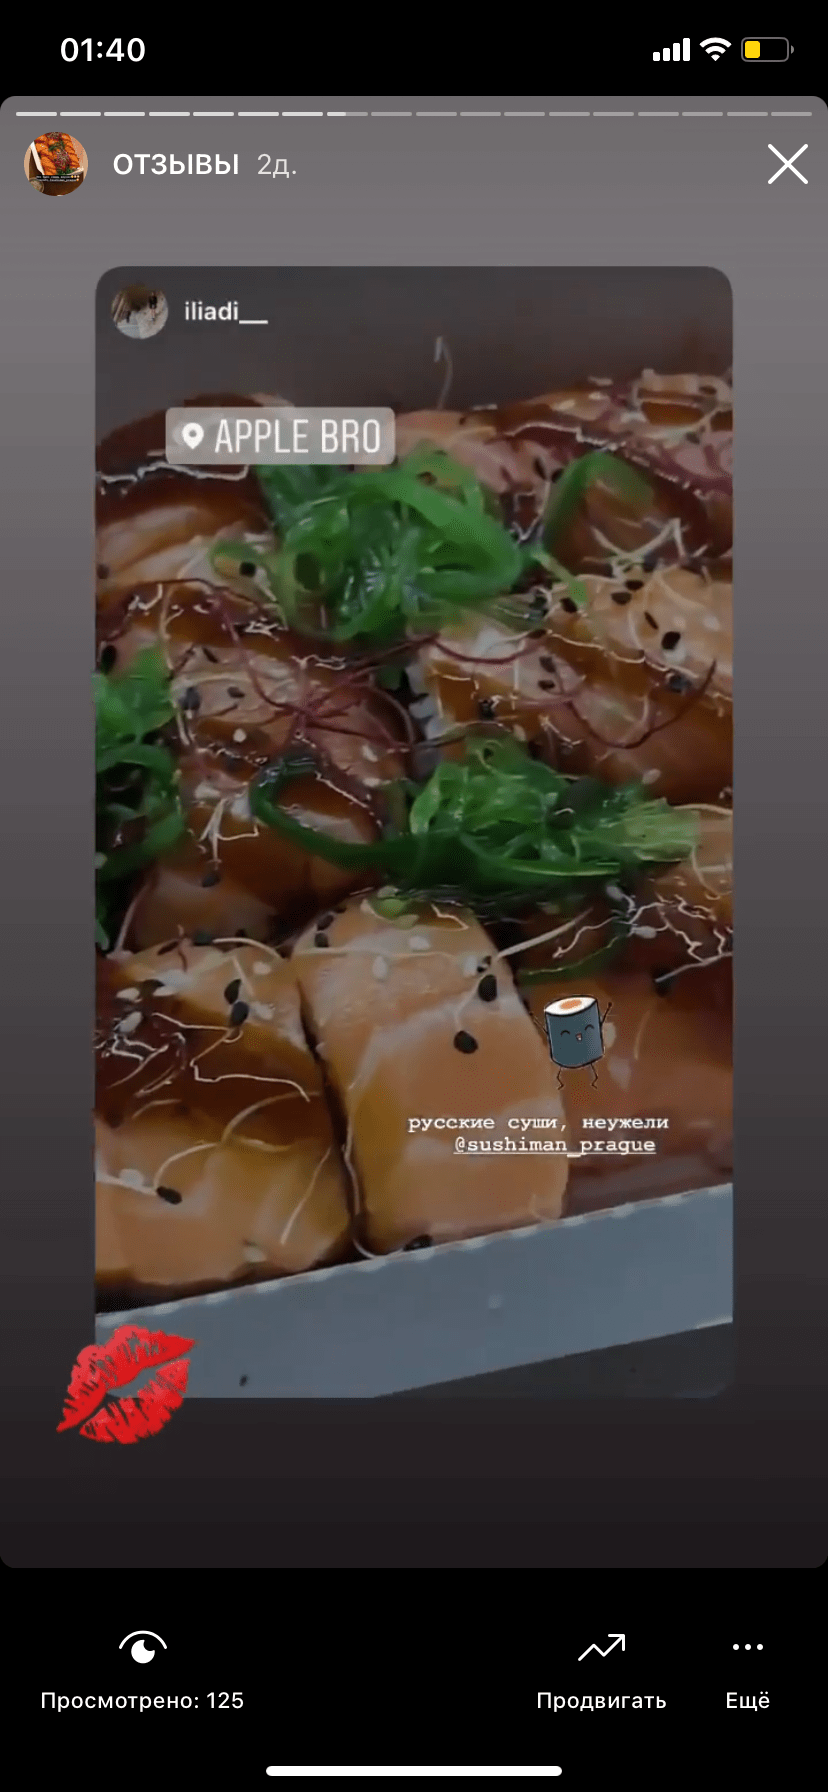 01:40
ОТЗЫВЫ 2д.
iliadi__
APPLE BRO
русские суши, неужели
@sushiman_prague
Просмотрено: 125
Продвигать
Ещё